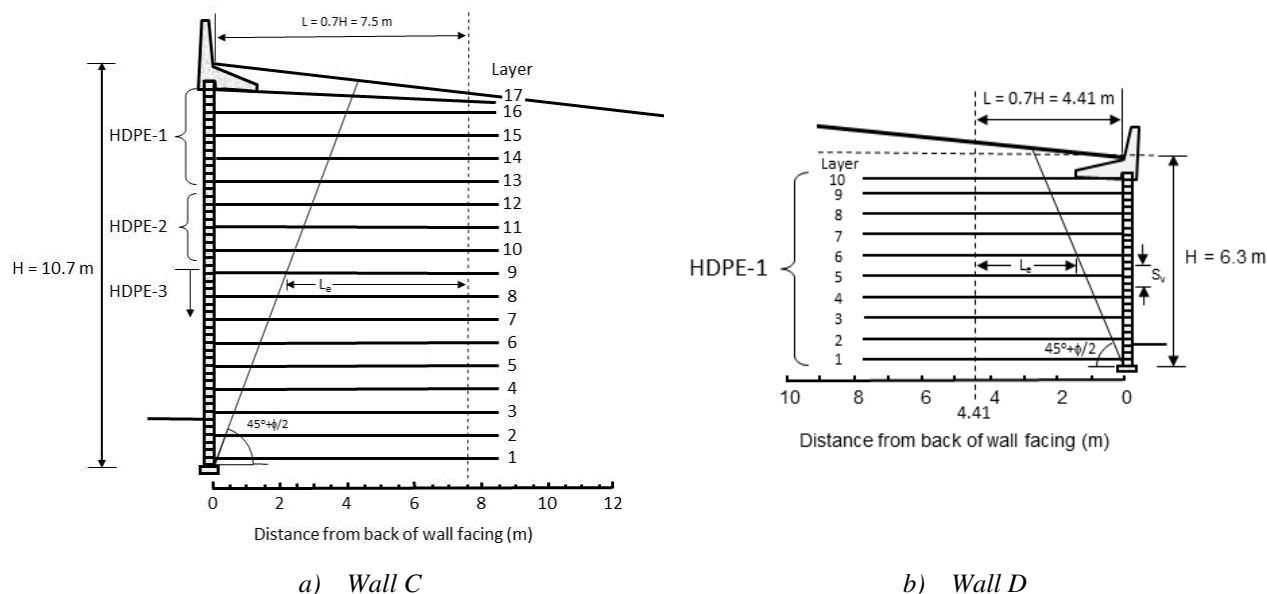 L = 0.7H = 7.5 m
Layer
17
16
HDPE-1
15
14
13
12
HDPE-2
11
10
H = 10.7 m
9
HDPE-3
Le
8
7
6
5
4
3
45°+ϕ/2
2
1
0 2 4 6 8 10 12
Distance from back of wall facing (m)
a) Wall C
L = 0.7H = 4.41 m
Layer
10
9
8
7
6
HDPE-1
Le
H = 6.3 m
5
Sv
4
3
2
45°+ϕ/2
1
10 8 6 4 2 0
4.41
Distance from back of wall facing (m)
b) Wall D